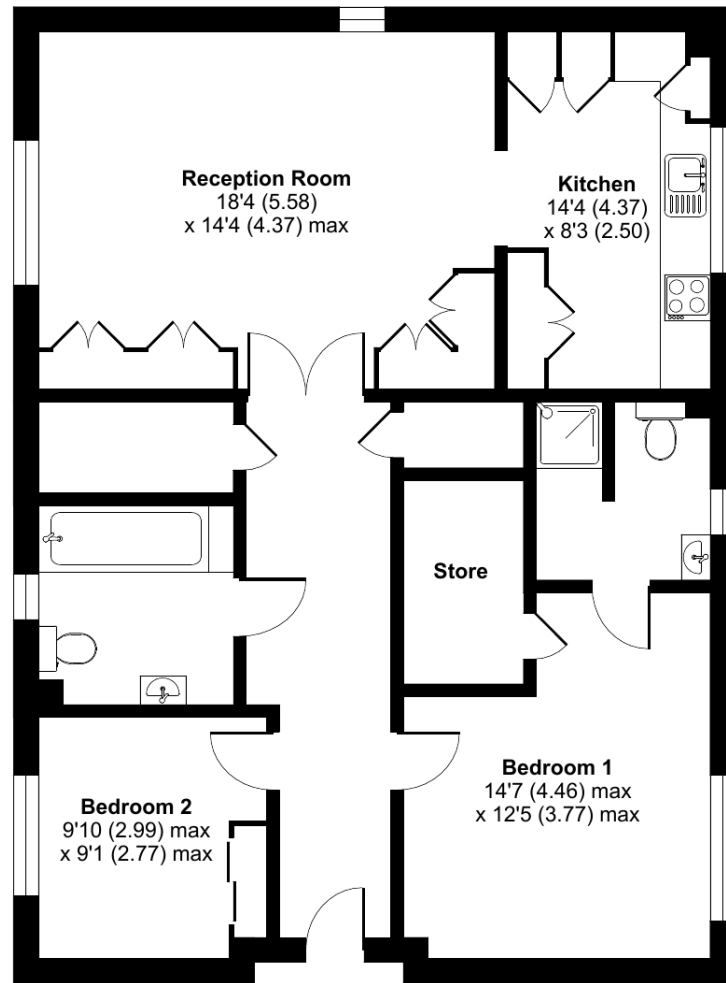 Reception Room
18'4 (5.58)
x 14'4 (4.37) max
Kitchen
14'4 (4.37)
x 8'3 (2.50)
Store
Bedroom 1
14'7 (4.46) max
x 12'5 (3.77) max
Bedroom 2
9'10 (2.99) max
x 9'1 (2.77) max